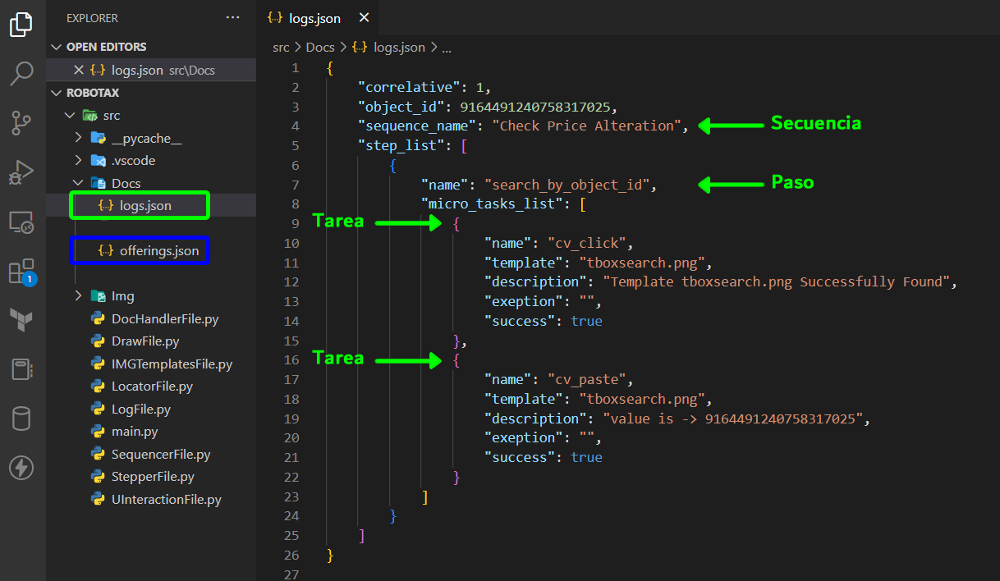 EXPLORER ...
OPEN EDITORS
logs.json src\Docs
ROBOTAX
src
__pycache__
.vscode
Docs
logs.json
offerings.json
Img
DocHandlerFile.py
DrawFile.py
IMGTemplatesFile.py
LocatorFile.py
LogFile.py
main.py
SequencerFile.py
StepperFile.py
UInteractionFile.py
1
{..} logs.json ×
src > Docs > {..} logs.json > ...
1 {
2 "correlative": 1,
3 "object_id": 9164491240758317025,
4 "sequence_name": "Check Price Alteration", Secuencia
5 "step_list": [
6 {
7 "name": "search_by_object_id", Paso
8 "micro_tasks_list": [
9 Tarea {
10 "name": "cv_click",
11 "template": "tboxsearch.png",
12 "description": "Template tboxsearch.png Successfully Found",
13 "exeption": "",
14 "success": true
15 },
16 Tarea {
17 "name": "cv_paste",
18 "template": "tboxsearch.png",
19 "description": "value is -> 9164491240758317025",
20 "exeption": "",
21 "success": true
22 }
23 ]
24 }
25 ]
26 }
27